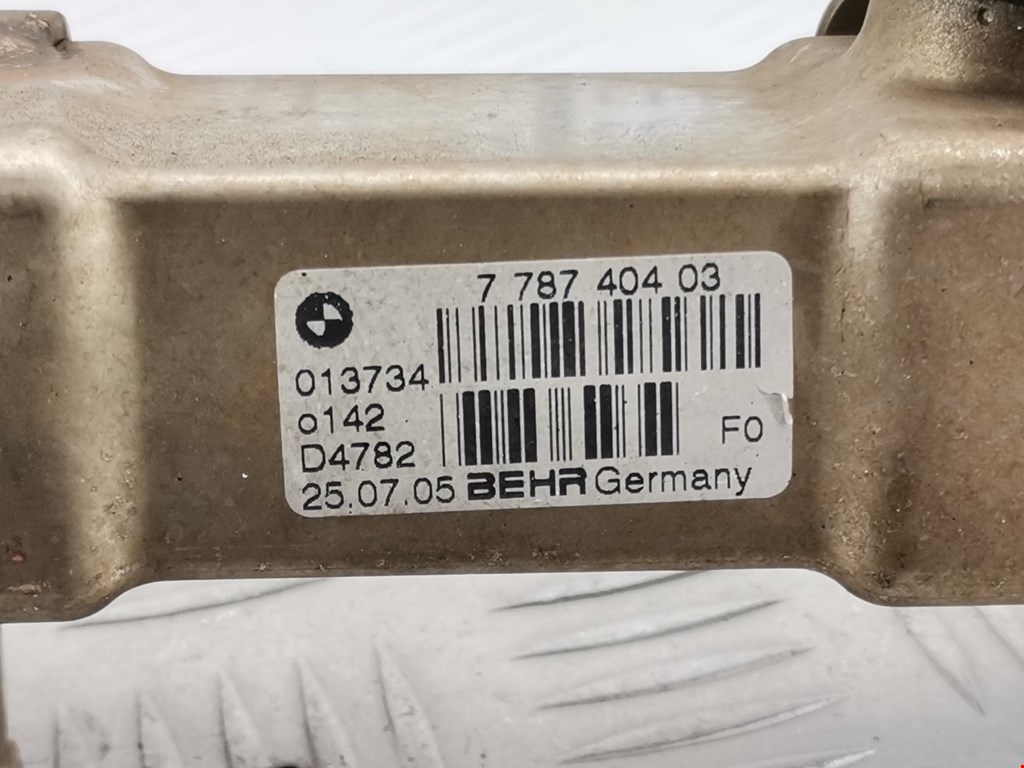 7 787 404 03
013734
o142
D4782
F0
25.07.05 BEHR Germany